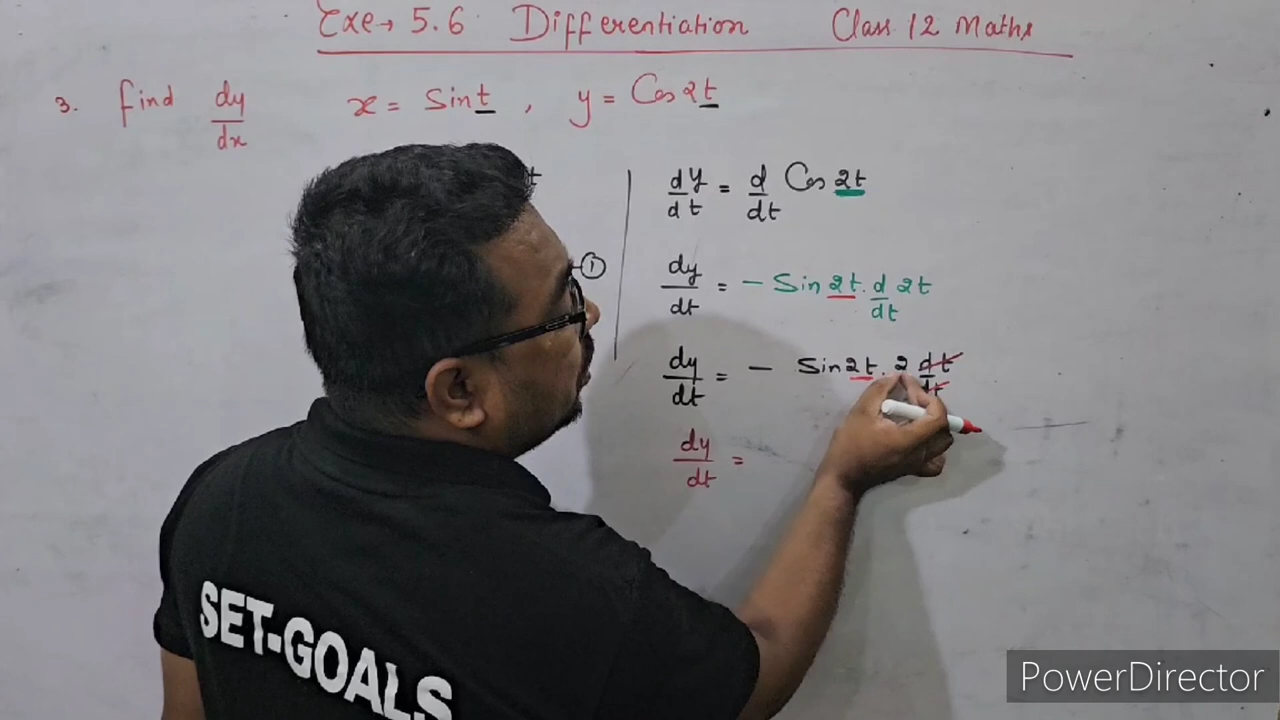 Exe→ 5.6 Differentiation Class 12 Maths
3. find dy/dx x = Sin t , y = Cos 2t
t
①
dy/dt = d/dt Cos 2t
dy/dt = - Sin 2t . d/dt 2t
dy/dt = - Sin 2t . 2 dt/dt
dy/dt =
SET-GOALS
PowerDirector